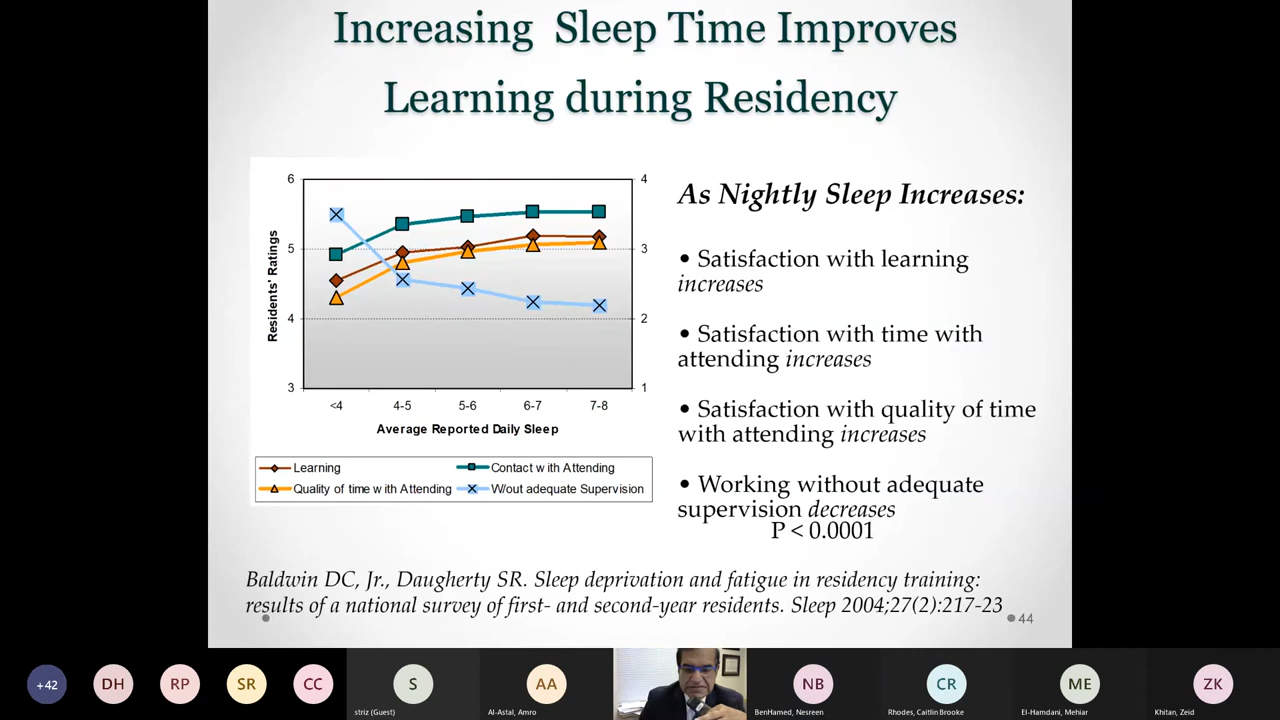 Increasing Sleep Time Improves
Learning during Residency
6
5
4
3
4
3
2
1
Residents' Ratings
<4 4-5 5-6 6-7 7-8
Average Reported Daily Sleep
Learning Contact with Attending
Quality of time with Attending W/out adequate Supervision
As Nightly Sleep Increases:
• Satisfaction with learning
increases
• Satisfaction with time with
attending increases
• Satisfaction with quality of time
with attending increases
• Working without adequate
supervision decreases
P < 0.0001
Baldwin DC, Jr., Daugherty SR. Sleep deprivation and fatigue in residency training:
results of a national survey of first- and second-year residents. Sleep 2004;27(2):217-23
44
+42 DH RP SR CC S AA NB CR ME ZK
striz (Guest) Al-Astal, Amro BenHamed, Nesreen Rhodes, Caitlin Brooke El-Hamdani, Mehiar Khitan, Zeid